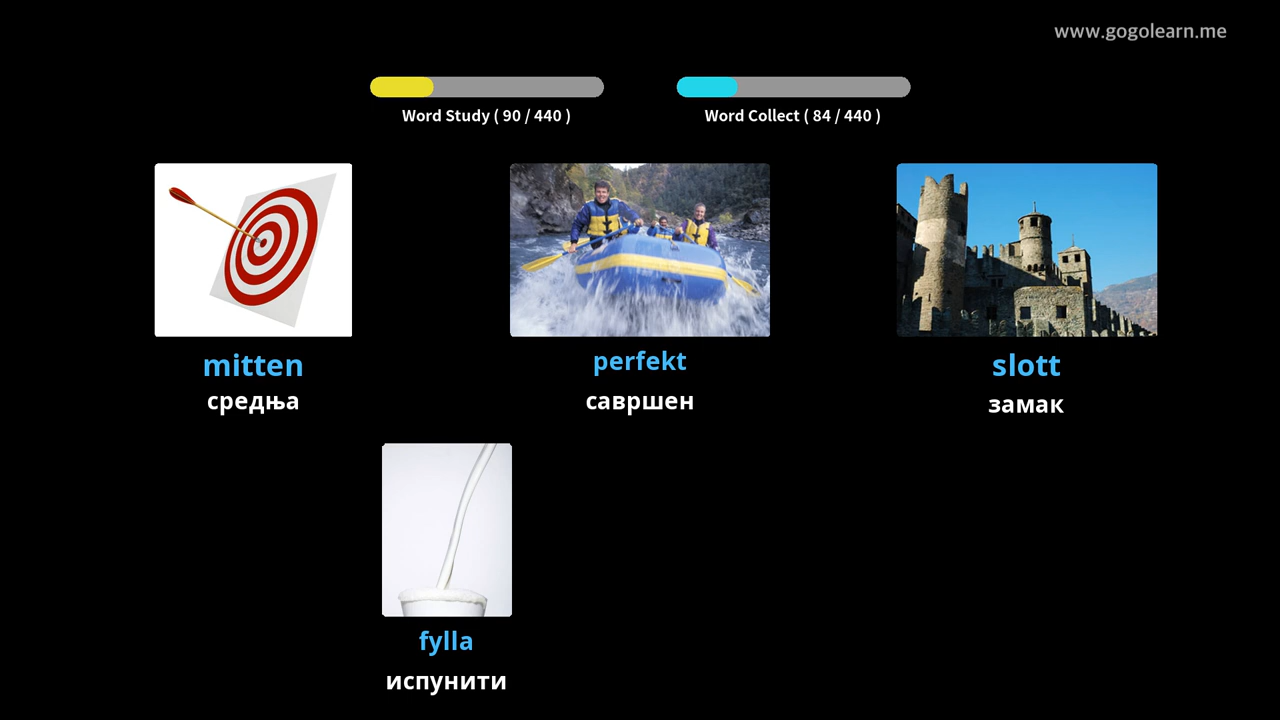 www.gogolearn.me
Word Study ( 90 / 440 )
Word Collect ( 84 / 440 )
mitten
средња
perfekt
савршен
slott
замак
fylla
испунити